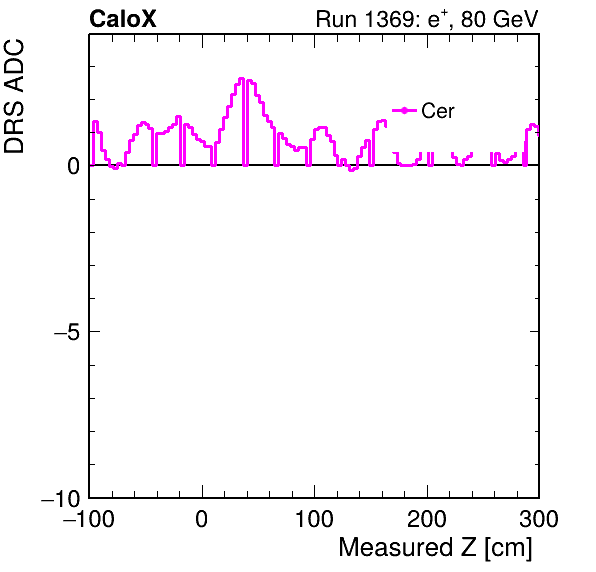 CaloX Run 1369: e⁺, 80 GeV
DRS ADC
Cer
0
−5
−10
−100 0 100 200 300
Measured Z [cm]